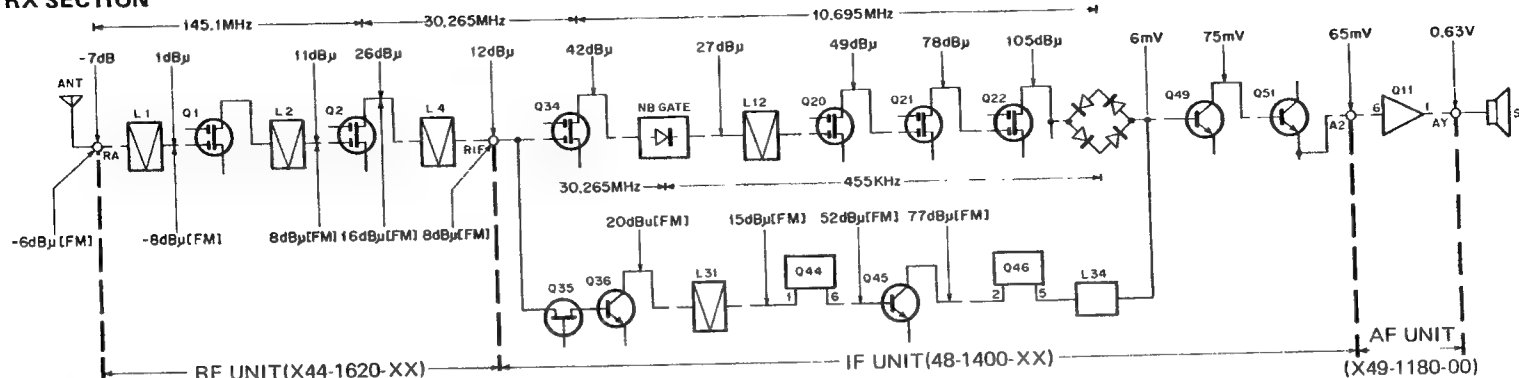 RX SECTION
145.1MHz 30.265MHz 10.695MHz
-7dB 1dBμ 11dBμ 26dBμ 12dBμ 42dBμ 27dBμ 49dBμ 78dBμ 105dBμ 6mV 75mV 65mV 0.63V
ANT L1 Q1 L2 Q2 L4 Q34 NB GATE L12 Q20 Q21 Q22 Q49 Q51 Q11
RA RIF A2 6 1 AY S
30.265MHz 455KHz
-6dBμ[FM] -8dBμ[FM] 8dBμ[FM] 16dBμ[FM] 8dBμ[FM] 20dBμ[FM] 15dBμ[FM] 52dBμ[FM] 77dBμ[FM]
Q35 Q36 L31 Q44 Q45 Q46 L34
1 6 2 5
RF UNIT(X44-1620-XX) IF UNIT(48-1400-XX) AF UNIT
(X49-1180-00)